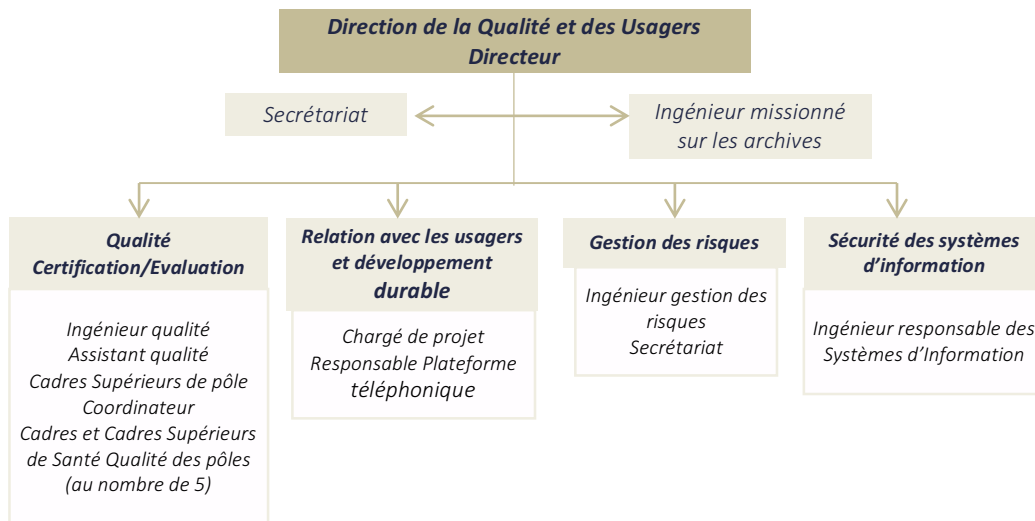 Direction de la Qualité et des Usagers
Directeur
Secrétariat
Ingénieur missionné
sur les archives
Qualité
Certification/Evaluation
Ingénieur qualité
Assistant qualité
Cadres Supérieurs de pôle
Coordinateur
Cadres et Cadres Supérieurs
de Santé Qualité des pôles
(au nombre de 5)
Relation avec les usagers
et développement
durable
Chargé de projet
Responsable Plateforme
téléphonique
Gestion des risques
Ingénieur gestion des
risques
Secrétariat
Sécurité des systèmes
d’information
Ingénieur responsable des
Systèmes d’Information